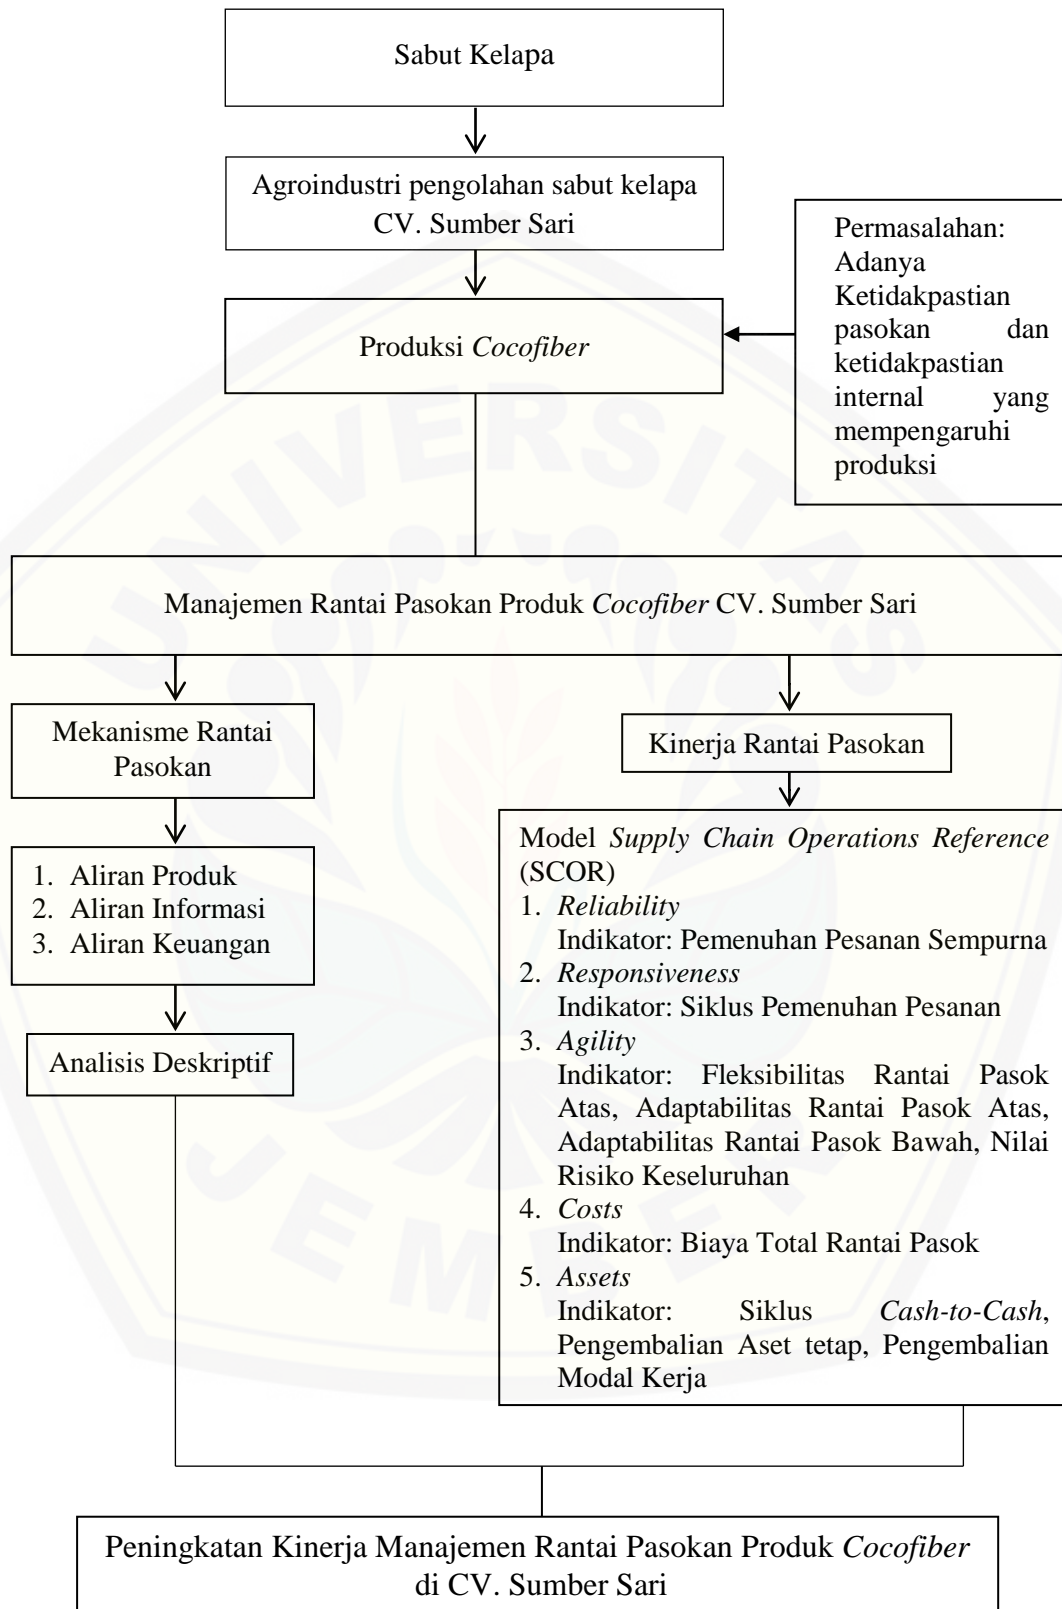 Sabut Kelapa
Agroindustri pengolahan sabut kelapa
CV. Sumber Sari
Permasalahan:
Adanya
Ketidakpastian
pasokan dan
ketidakpastian
internal yang
mempengaruhi
produksi
Produksi Cocofiber
Manajemen Rantai Pasokan Produk Cocofiber CV. Sumber Sari
Mekanisme Rantai
Pasokan
1. Aliran Produk
2. Aliran Informasi
3. Aliran Keuangan
Analisis Deskriptif
Kinerja Rantai Pasokan
Model Supply Chain Operations Reference
(SCOR)
1. Reliability
Indikator: Pemenuhan Pesanan Sempurna
2. Responsiveness
Indikator: Siklus Pemenuhan Pesanan
3. Agility
Indikator: Fleksibilitas Rantai Pasok
Atas, Adaptabilitas Rantai Pasok Atas,
Adaptabilitas Rantai Pasok Bawah, Nilai
Risiko Keseluruhan
4. Costs
Indikator: Biaya Total Rantai Pasok
5. Assets
Indikator: Siklus Cash-to-Cash,
Pengembalian Aset tetap, Pengembalian
Modal Kerja
Peningkatan Kinerja Manajemen Rantai Pasokan Produk Cocofiber
di CV. Sumber Sari
UNIVERSITAS
JEMBER